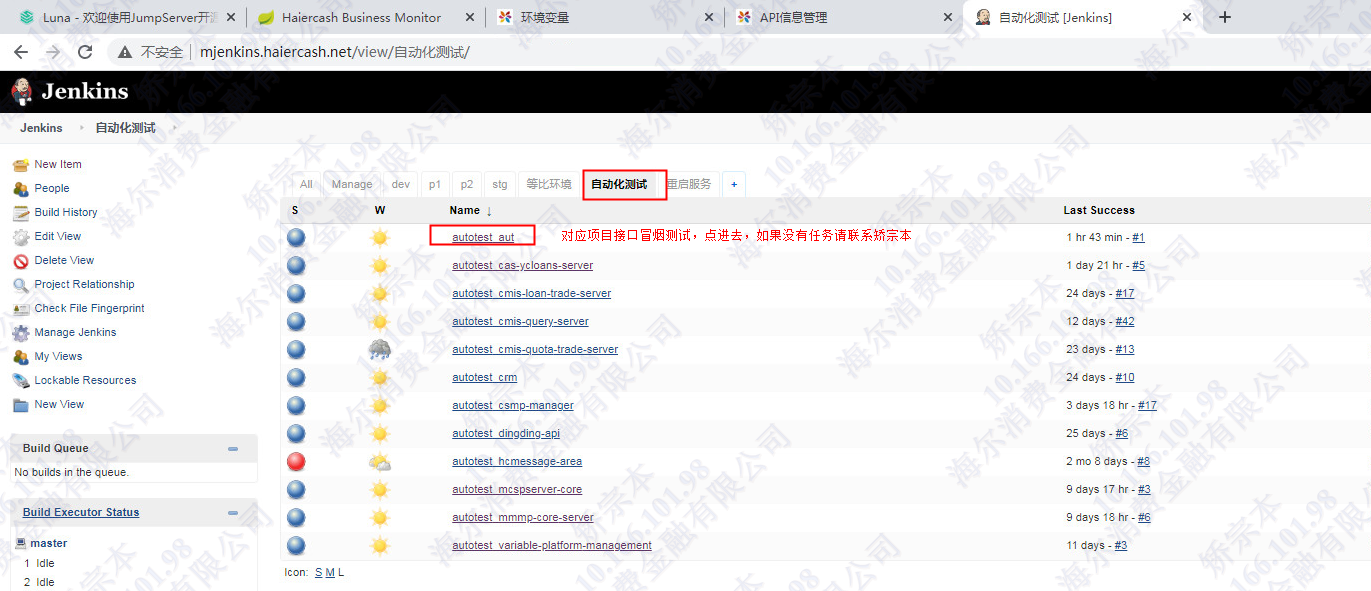 Luna - 欢迎使用JumpServer开源
Haiercash Business Monitor
环境变量
API信息管理
自动化测试 [Jenkins]
不安全 | mjenkins.haiercash.net/view/自动化测试/
Jenkins
Jenkins 自动化测试
New Item
People
Build History
Edit View
Delete View
Project Relationship
Check File Fingerprint
Manage Jenkins
My Views
Lockable Resources
New View
Build Queue
No builds in the queue.
Build Executor Status
master
1 Idle
2 Idle
All Manage dev p1 p2 stg 等比环境 自动化测试 重启服务 +
S W Name ↓ Last Success
autotest_aut 对应项目接口冒烟测试，点进去，如果没有任务请联系矫宗本 1 hr 43 min - #1
autotest_cas-ycloans-server 1 day 21 hr - #5
autotest_cmis-loan-trade-server 24 days - #17
autotest_cmis-query-server 12 days - #42
autotest_cmis-quota-trade-server 23 days - #13
autotest_crm 24 days - #10
autotest_csmp-manager 3 days 18 hr - #17
autotest_dingding-api 25 days - #6
autotest_hcmessage-area 2 mo 8 days - #8
autotest_mcspserver-core 9 days 17 hr - #3
autotest_mmmp-core-server 9 days 18 hr - #6
autotest_variable-platform-management 11 days - #3
Icon: S M L
矫宗本
10.166.101.98
海尔消费金融有限公司